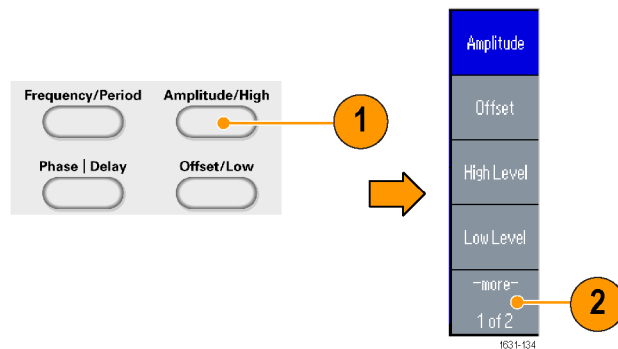 Frequency/Period
Amplitude/High
1
Phase | Delay
Offset/Low
Amplitude
Offset
High Level
Low Level
-more-
1 of 2
2
1631-134